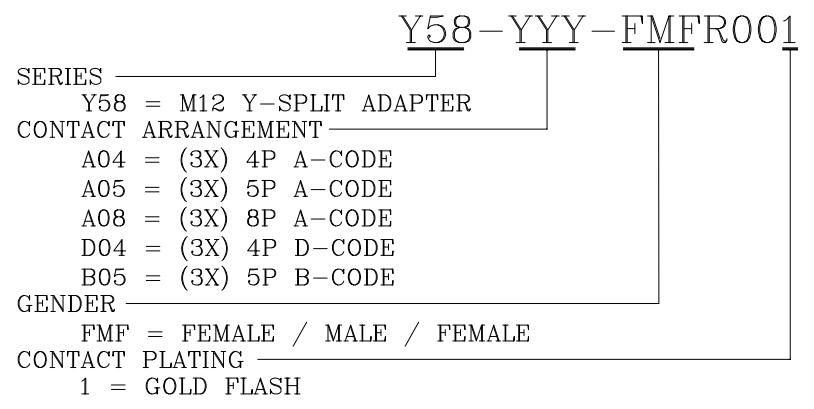 Y58-YYY-FMFR001
SERIES
Y58 = M12 Y-SPLIT ADAPTER
CONTACT ARRANGEMENT
A04 = (3X) 4P A-CODE
A05 = (3X) 5P A-CODE
A08 = (3X) 8P A-CODE
D04 = (3X) 4P D-CODE
B05 = (3X) 5P B-CODE
GENDER
FMF = FEMALE / MALE / FEMALE
CONTACT PLATING
1 = GOLD FLASH